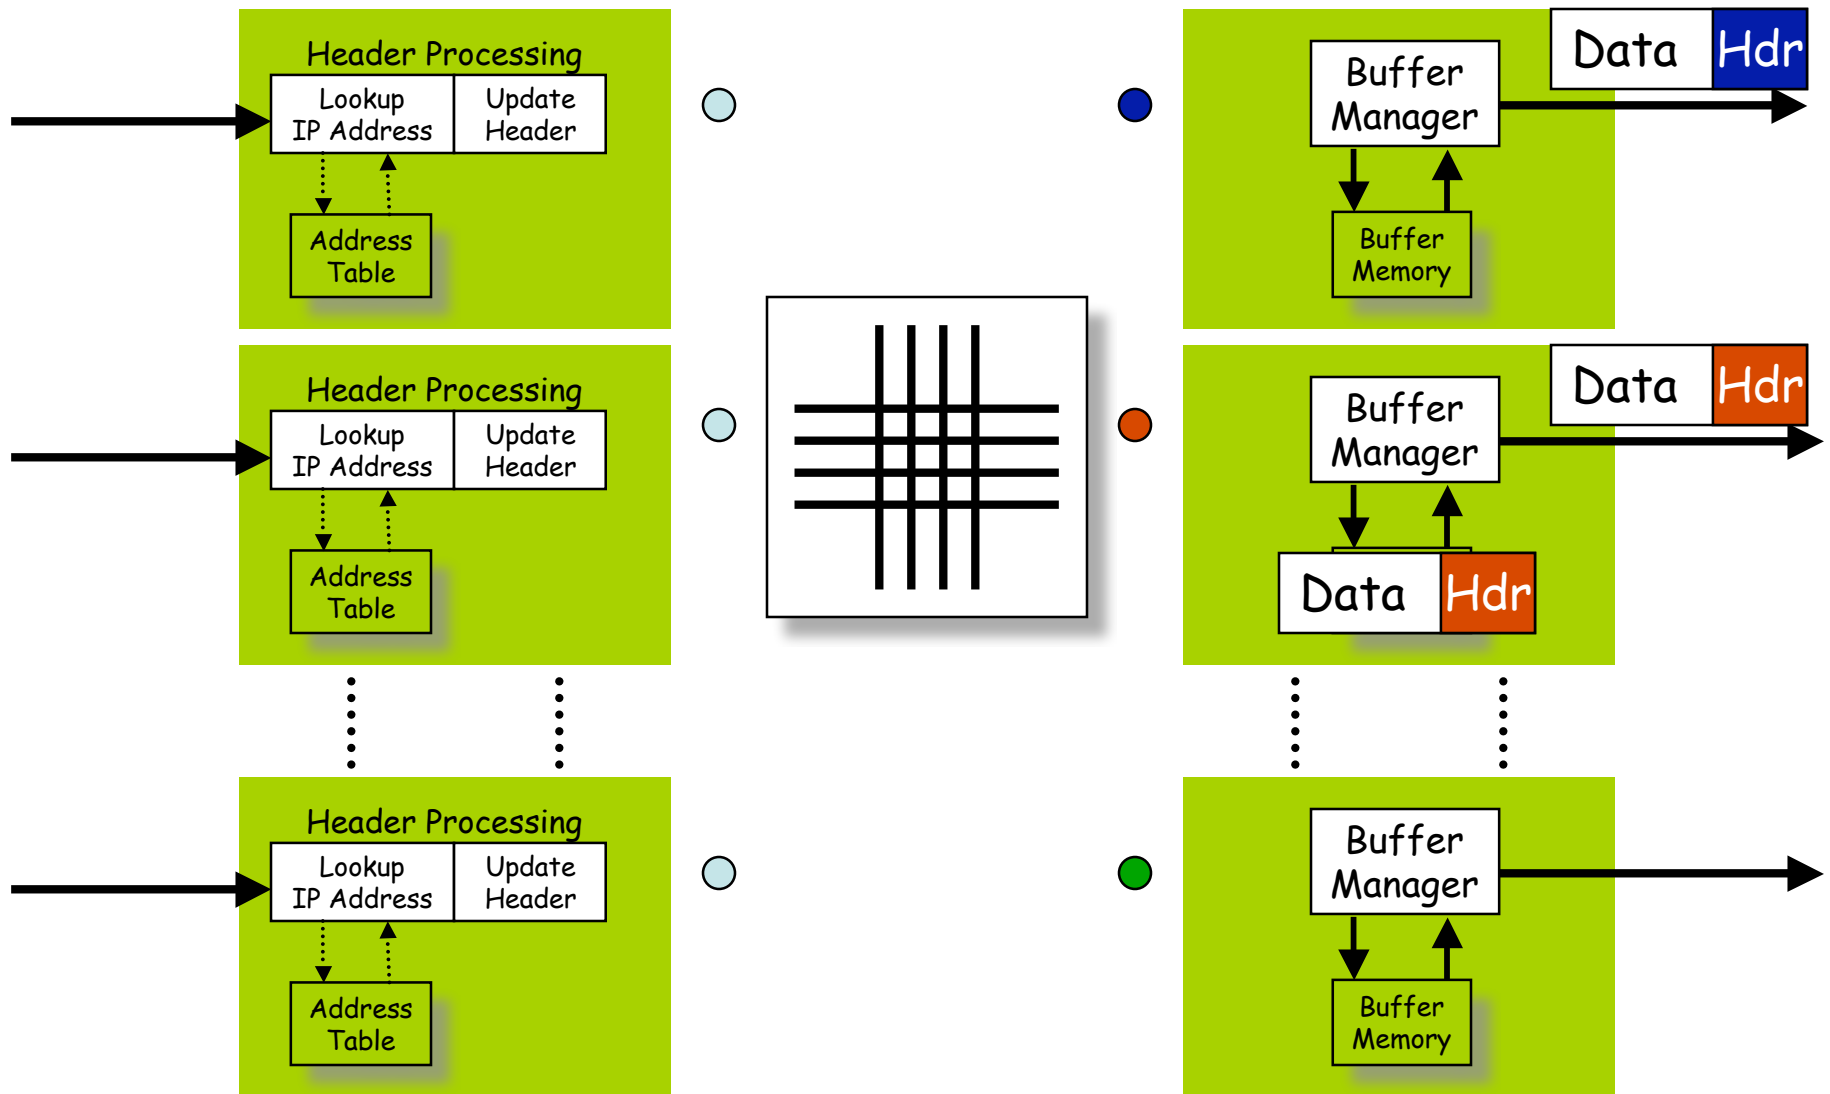 Header Processing
Lookup
IP Address
Update
Header
Address
Table
Buffer
Manager
Buffer
Memory
Data Hdr
Header Processing
Lookup
IP Address
Update
Header
Address
Table
Buffer
Manager
Data Hdr
Data Hdr
Header Processing
Lookup
IP Address
Update
Header
Address
Table
Buffer
Manager
Buffer
Memory